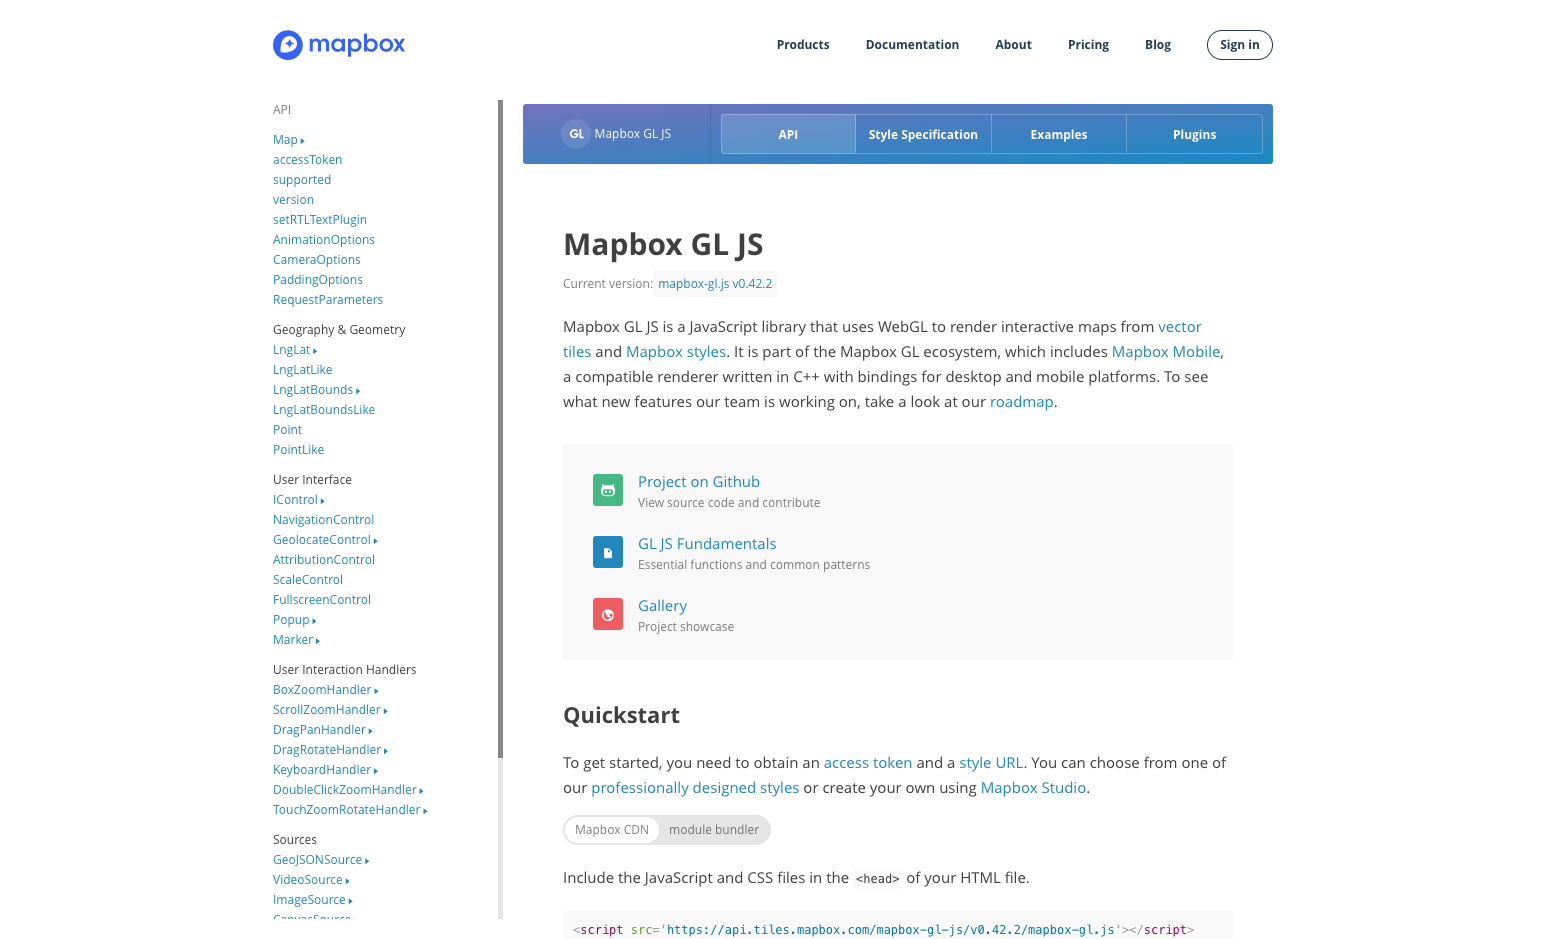 mapbox
Products
Documentation
About
Pricing
Blog
Sign in
API
Map
accessToken
supported
version
setRTLTextPlugin
AnimationOptions
CameraOptions
PaddingOptions
RequestParameters
Geography & Geometry
LngLat
LngLatLike
LngLatBounds
LngLatBoundsLike
Point
PointLike
User Interface
IControl
NavigationControl
GeolocateControl
AttributionControl
ScaleControl
FullscreenControl
Popup
Marker
User Interaction Handlers
BoxZoomHandler
ScrollZoomHandler
DragPanHandler
DragRotateHandler
KeyboardHandler
DoubleClickZoomHandler
TouchZoomRotateHandler
Sources
GeoJSONSource
VideoSource
ImageSource
CanvasSource
GL Mapbox GL JS
API
Style Specification
Examples
Plugins
Mapbox GL JS
Current version: mapbox-gl.js v0.42.2
Mapbox GL JS is a JavaScript library that uses WebGL to render interactive maps from vector
tiles and Mapbox styles. It is part of the Mapbox GL ecosystem, which includes Mapbox Mobile,
a compatible renderer written in C++ with bindings for desktop and mobile platforms. To see
what new features our team is working on, take a look at our roadmap.
Project on Github
View source code and contribute
GL JS Fundamentals
Essential functions and common patterns
Gallery
Project showcase
Quickstart
To get started, you need to obtain an access token and a style URL. You can choose from one of
our professionally designed styles or create your own using Mapbox Studio.
Mapbox CDN
module bundler
Include the JavaScript and CSS files in the <head> of your HTML file.
<script src='https://api.tiles.mapbox.com/mapbox-gl-js/v0.42.2/mapbox-gl.js'></script>